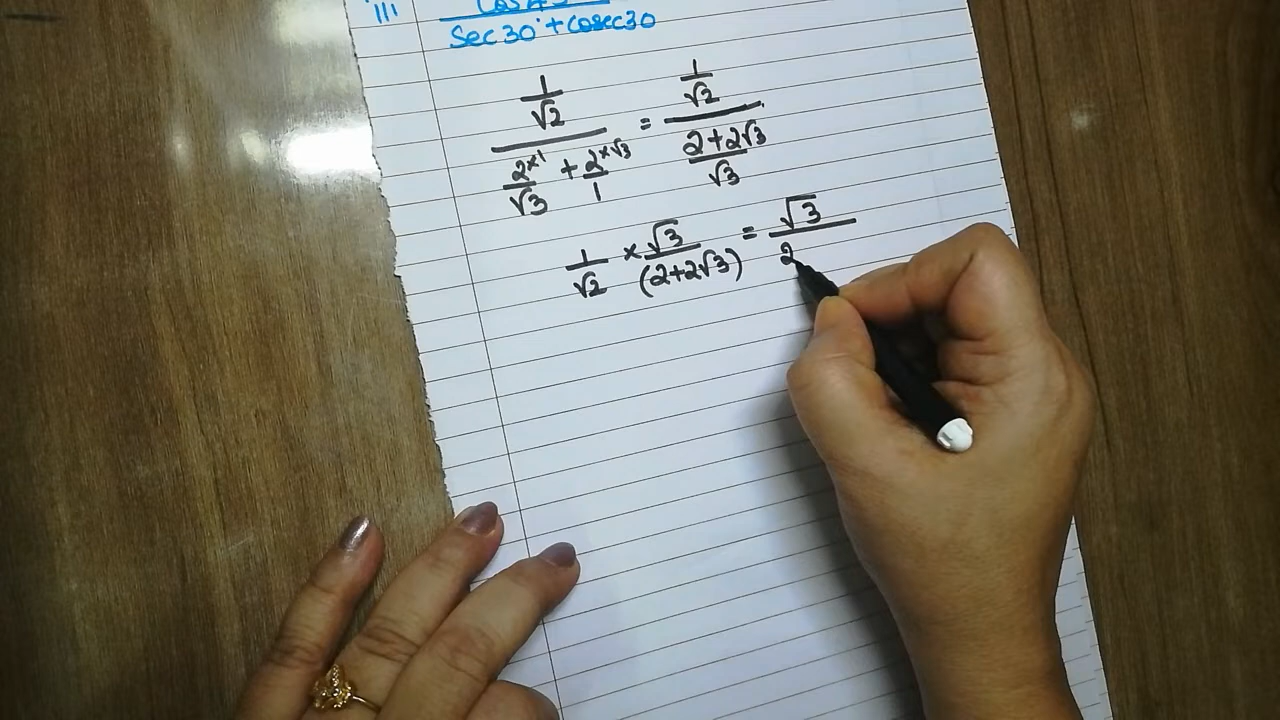 iii cos45
sec30° + cosec30
1/√2 / (2×1/√3 + 2×√3/1) = 1/√2 / ((2+2√3)/√3)
1/√2 × √3/(2+2√3) = √3/2